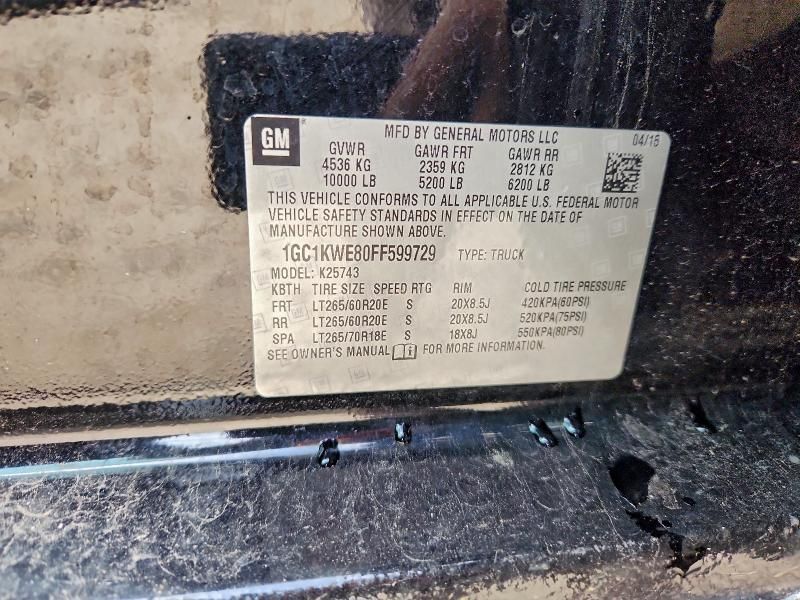 GM
MFD BY GENERAL MOTORS LLC 04/15
GVWR GAWR FRT GAWR RR
4536 KG 2359 KG 2812 KG
10000 LB 5200 LB 6200 LB
THIS VEHICLE CONFORMS TO ALL APPLICABLE U.S. FEDERAL MOTOR
VEHICLE SAFETY STANDARDS IN EFFECT ON THE DATE OF
MANUFACTURE SHOWN ABOVE.
1GC1KWE80FF599729 TYPE: TRUCK
MODEL: K25743
KBTH TIRE SIZE SPEED RTG RIM COLD TIRE PRESSURE
FRT LT265/60R20E S 20X8.5J 420KPA(60PSI)
RR LT265/60R20E S 20X8.5J 520KPA(75PSI)
SPA LT265/70R18E S 18X8J 550KPA(80PSI)
SEE OWNER'S MANUAL FOR MORE INFORMATION.